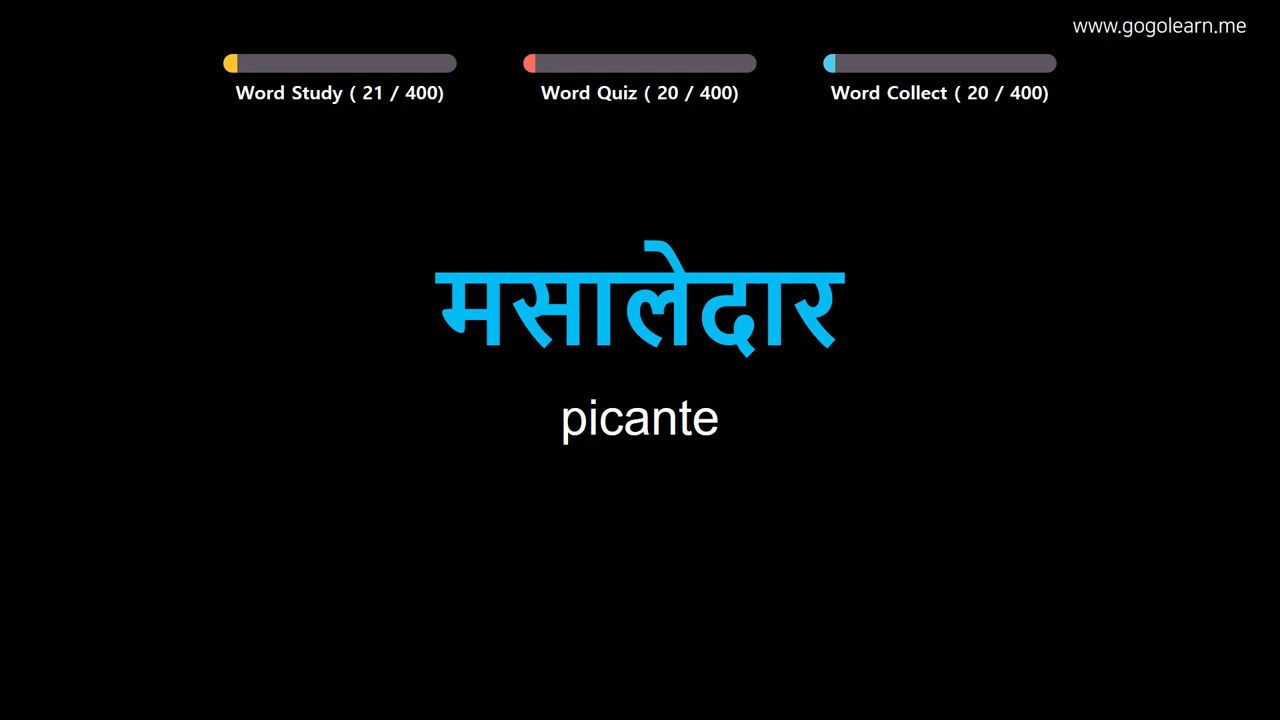 www.gogolearn.me
Word Study ( 21 / 400)
Word Quiz ( 20 / 400)
Word Collect ( 20 / 400)
मसालेदार
picante